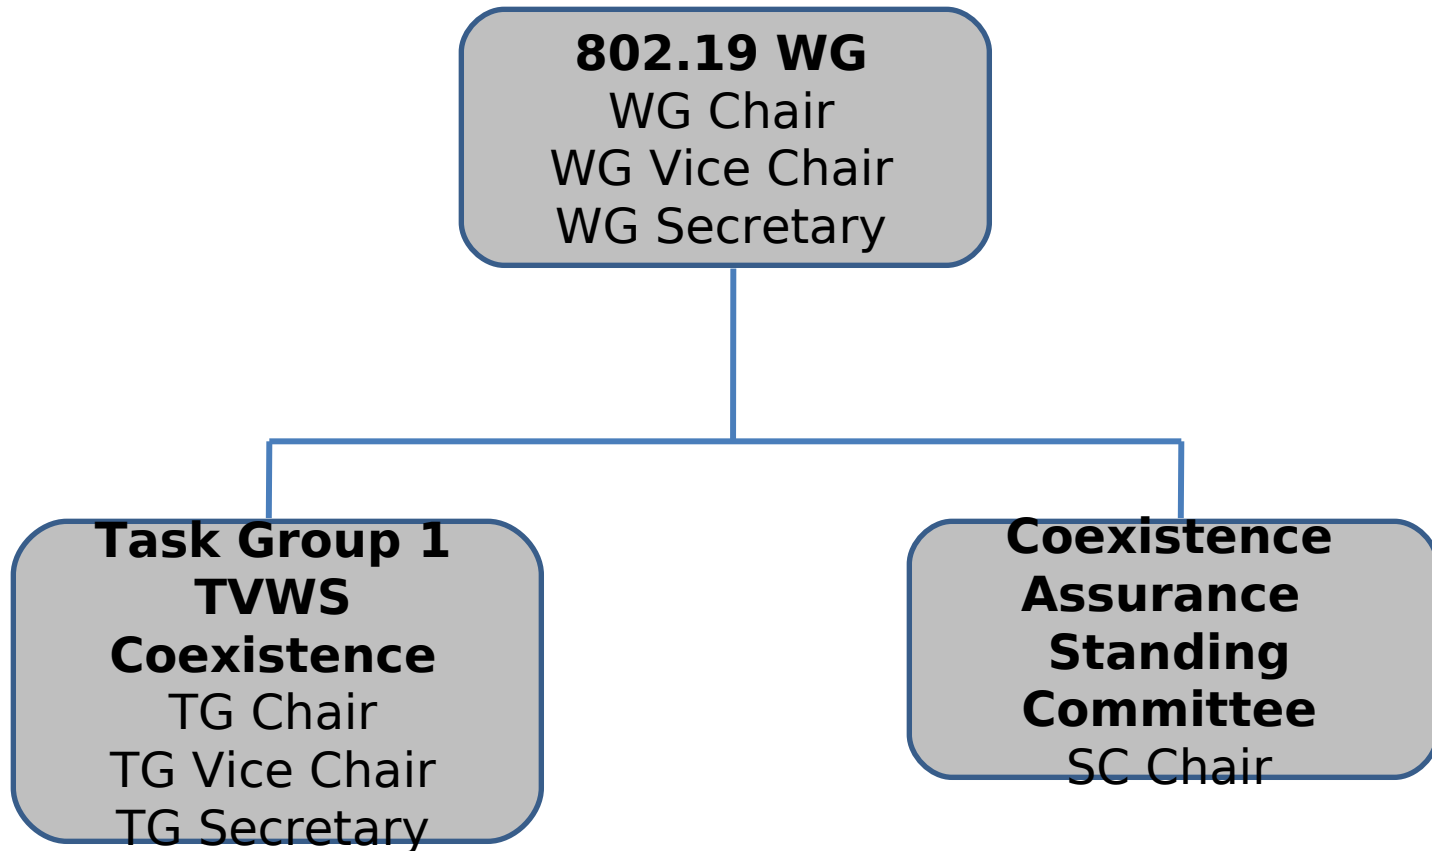 802.19 WG
WG Chair
WG Vice Chair
WG Secretary
Task Group 1
TVWS
Coexistence
TG Chair
TG Vice Chair
TG Secretary
Coexistence
Assurance
Standing
Committee
SC Chair